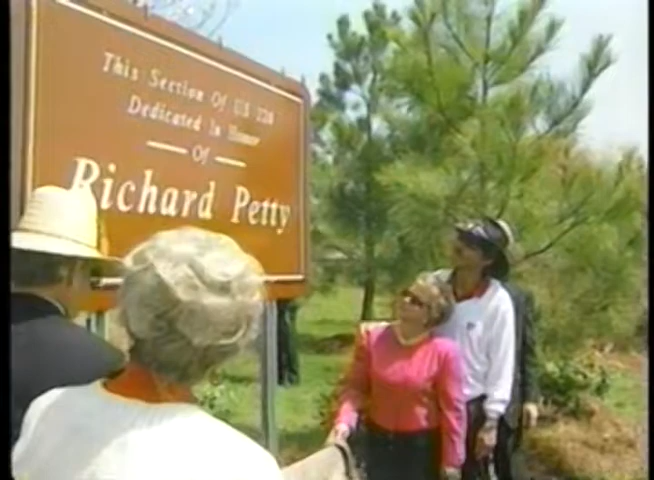 This Section Of US 220
Dedicated In Honor
Of
Richard Petty